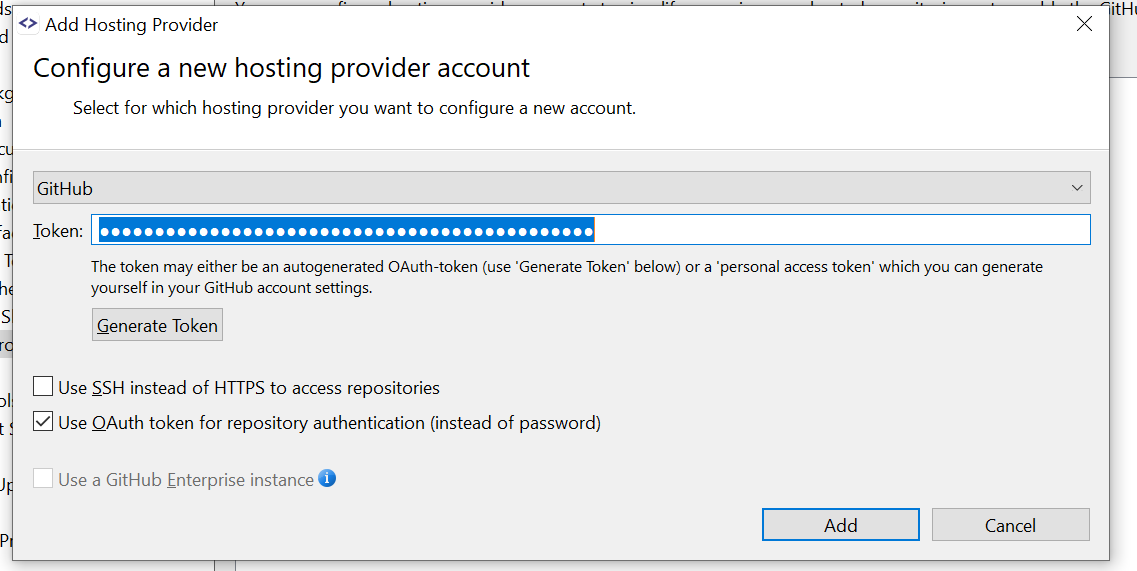 Add Hosting Provider
Configure a new hosting provider account
Select for which hosting provider you want to configure a new account.
GitHub
Token:
The token may either be an autogenerated OAuth-token (use 'Generate Token' below) or a 'personal access token' which you can generate
yourself in your GitHub account settings.
Generate Token
Use SSH instead of HTTPS to access repositories
Use OAuth token for repository authentication (instead of password)
Use a GitHub Enterprise instance
Add
Cancel